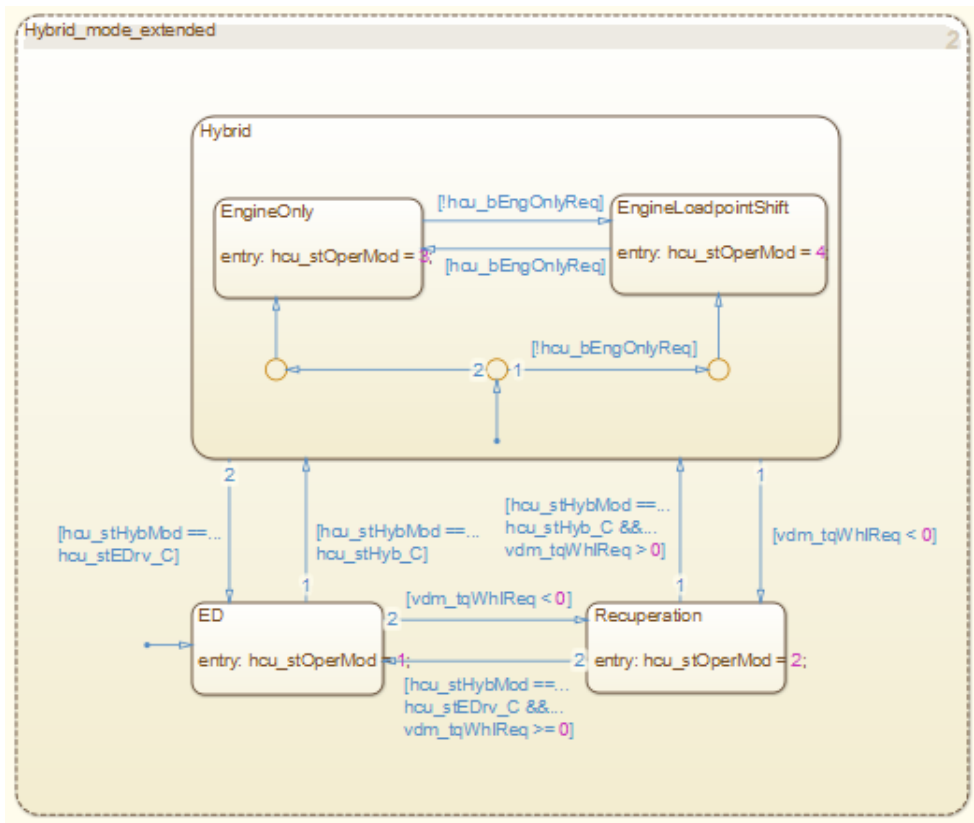 Hybrid_mode_extended
2
Hybrid
EngineOnly
entry: hcu_stOperMod = 3;
[!hcu_bEngOnlyReq]
[hcu_bEngOnlyReq]
EngineLoadpointShift
entry: hcu_stOperMod = 4;
[!hcu_bEngOnlyReq]
2
1
2
[hcu_stHybMod ==...
hcu_stEDrv_C]
[hcu_stHybMod ==...
hcu_stHyb_C]
1
[hcu_stHybMod ==...
hcu_stHyb_C &&...
vdm_tqWhlReq > 0]
1
1
[vdm_tqWhlReq < 0]
ED
entry: hcu_stOperMod = 1;
2
[vdm_tqWhlReq < 0]
2
[hcu_stHybMod ==...
hcu_stEDrv_C &&...
vdm_tqWhlReq >= 0]
Recuperation
entry: hcu_stOperMod = 2;